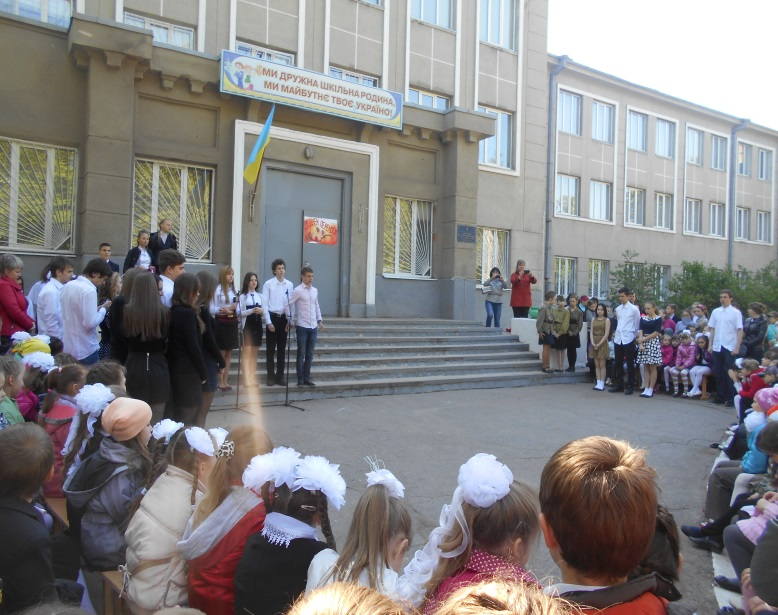 МИ ДРУЖНА ШКІЛЬНА РОДИНА,
МИ МАЙБУТНЄ ТВОЄ, УКРАЇНО!